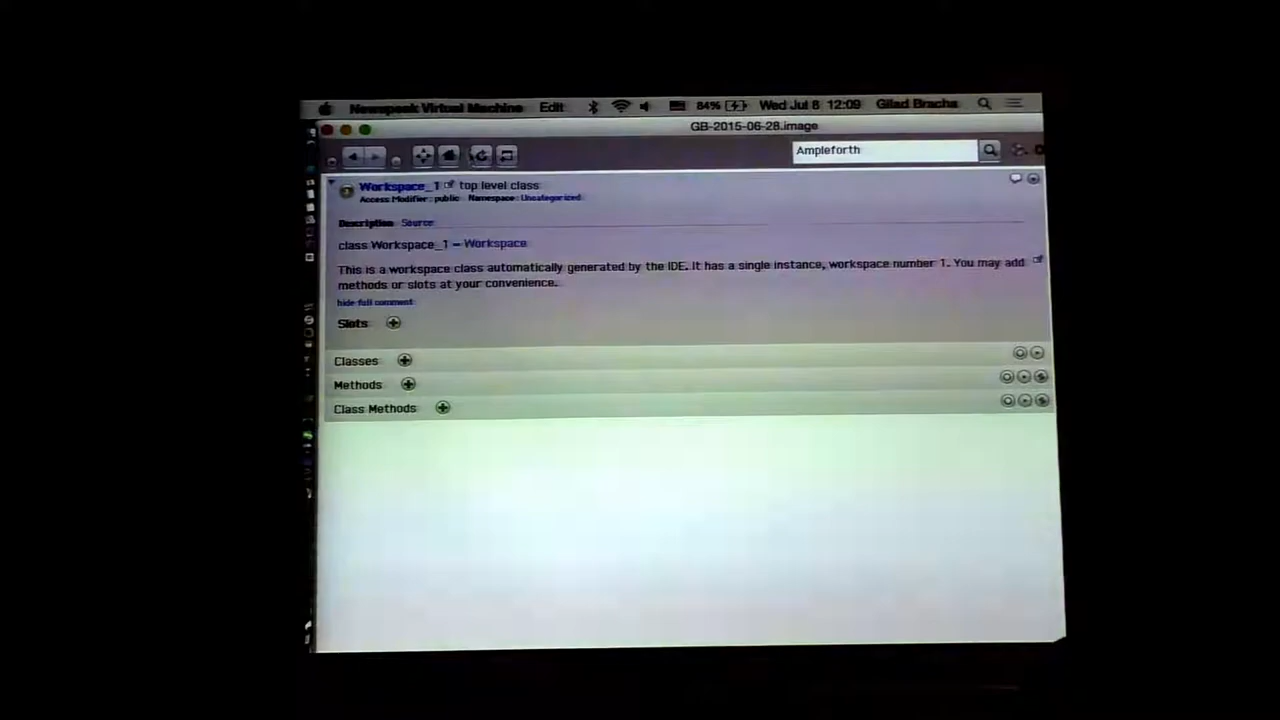 Newspeak Virtual Machine Edit 84% Wed Jul 8 12:09 Gilad Bracha
GB-2015-06-28.image
Ampleforth
Workspace_1 top level class
Access Modifier: public Namespace: Uncategorized
Description Source
class Workspace_1 = Workspace
This is a workspace class automatically generated by the IDE. It has a single instance, workspace number 1. You may add
methods or slots at your convenience.
hide full comment
Slots
Classes
Methods
Class Methods